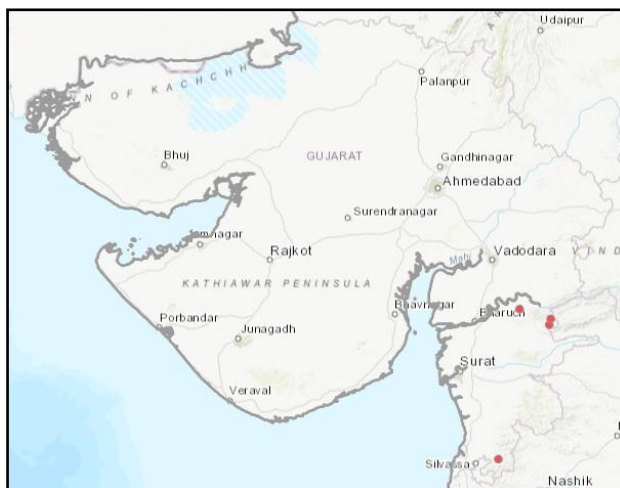 Udaipur
A R
Palanpur
N OF KACHCHH
GUJARAT
Bhuj
Gandhinagar
Ahmedabad
Surendranagar
mnagar
Rajkot
Mahi
Vadodara
V I N D
KATHIAWAR PENINSULA
Porbandar
Bhavnagar
Bharuch
Junagadh
Surat
Veraval
Silvassa
Nashik